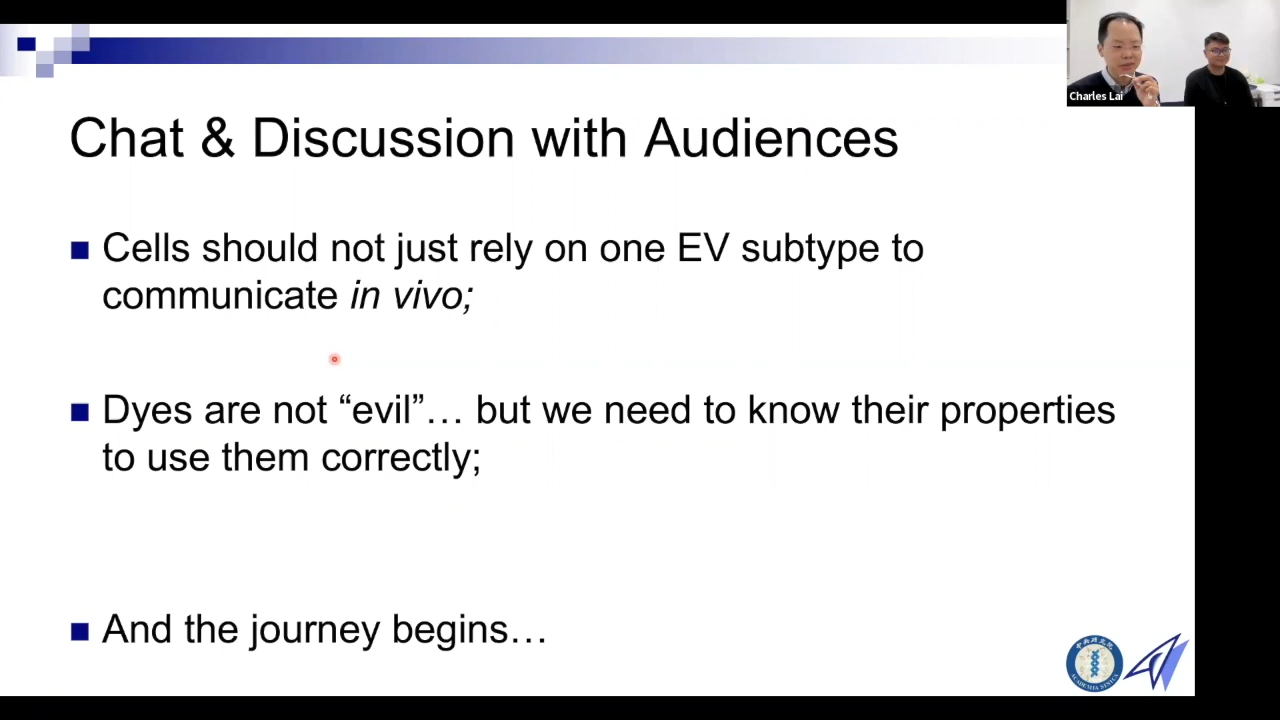 Charles Lai
Chat & Discussion with Audiences
Cells should not just rely on one EV subtype to
communicate in vivo;
Dyes are not “evil”… but we need to know their properties
to use them correctly;
And the journey begins…
ACADEMIA SINICA